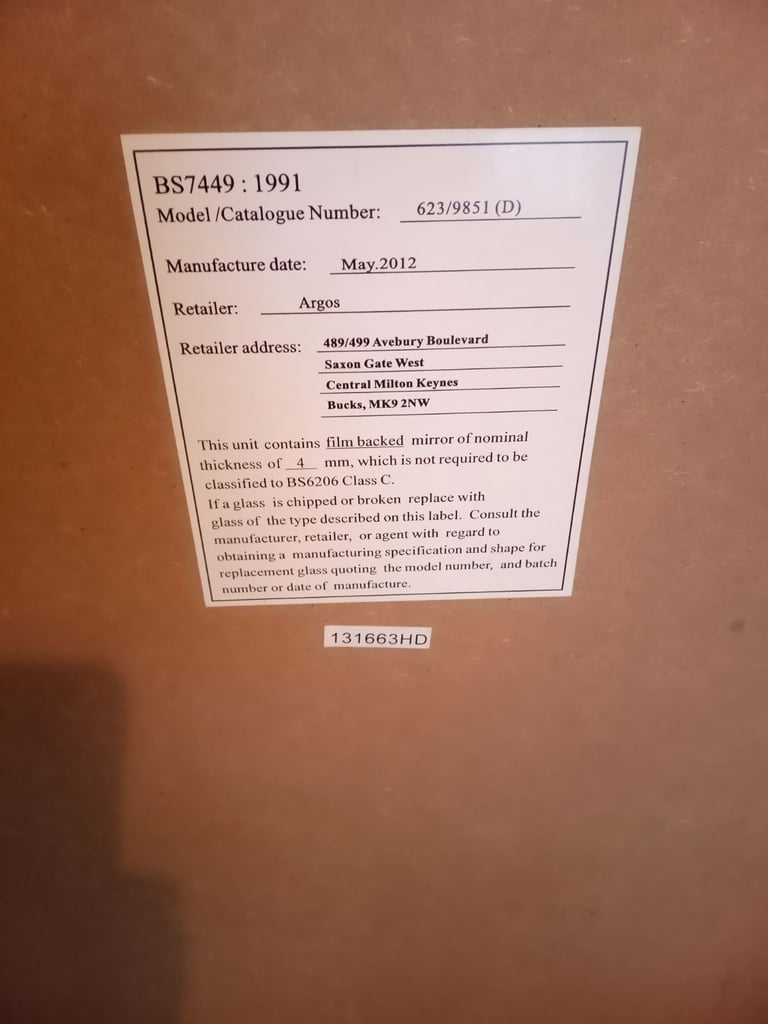 BS7449 : 1991
Model /Catalogue Number: 623/9851 (D)
Manufacture date: May.2012
Retailer: Argos
Retailer address: 489/499 Avebury Boulevard
Saxon Gate West
Central Milton Keynes
Bucks, MK9 2NW
This unit contains film backed mirror of nominal
thickness of 4 mm, which is not required to be
classified to BS6206 Class C.
If a glass is chipped or broken replace with
glass of the type described on this label. Consult the
manufacturer, retailer, or agent with regard to
obtaining a manufacturing specification and shape for
replacement glass quoting the model number, and batch
number or date of manufacture.
131663HD